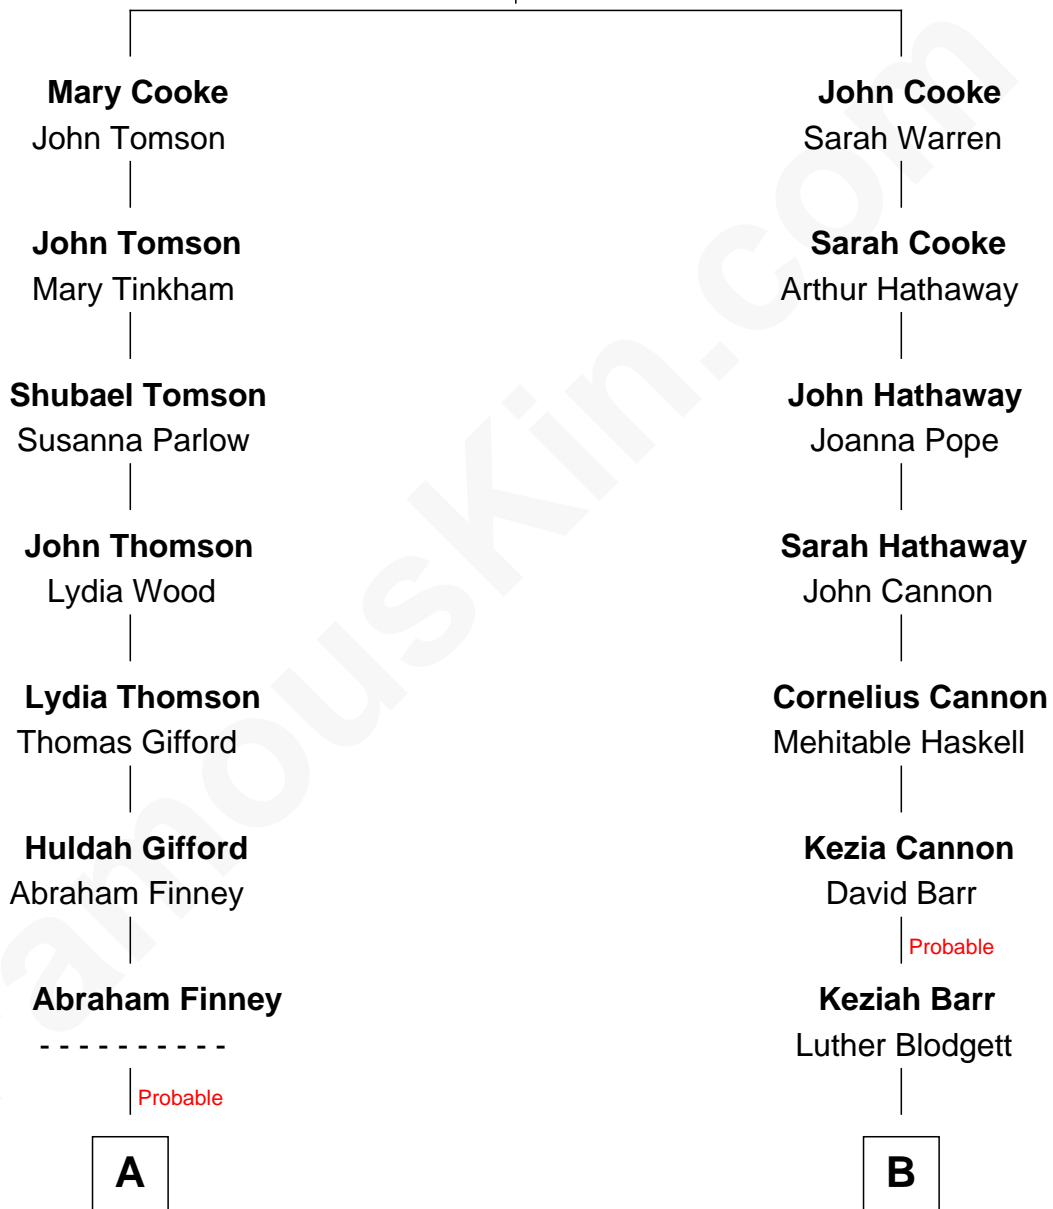 Mary Cooke
John Tomson
John Tomson
Mary Tinkham
Shubael Tomson
Susanna Parlow
John Thomson
Lydia Wood
Lydia Thomson
Thomas Gifford
Huldah Gifford
Abraham Finney
Abraham Finney
- - - - - - - - - -
Probable
A
John Cooke
Sarah Warren
Sarah Cooke
Arthur Hathaway
John Hathaway
Joanna Pope
Sarah Hathaway
John Cannon
Cornelius Cannon
Mehitable Haskell
Kezia Cannon
David Barr
Probable
Keziah Barr
Luther Blodgett
B
amousKin.com